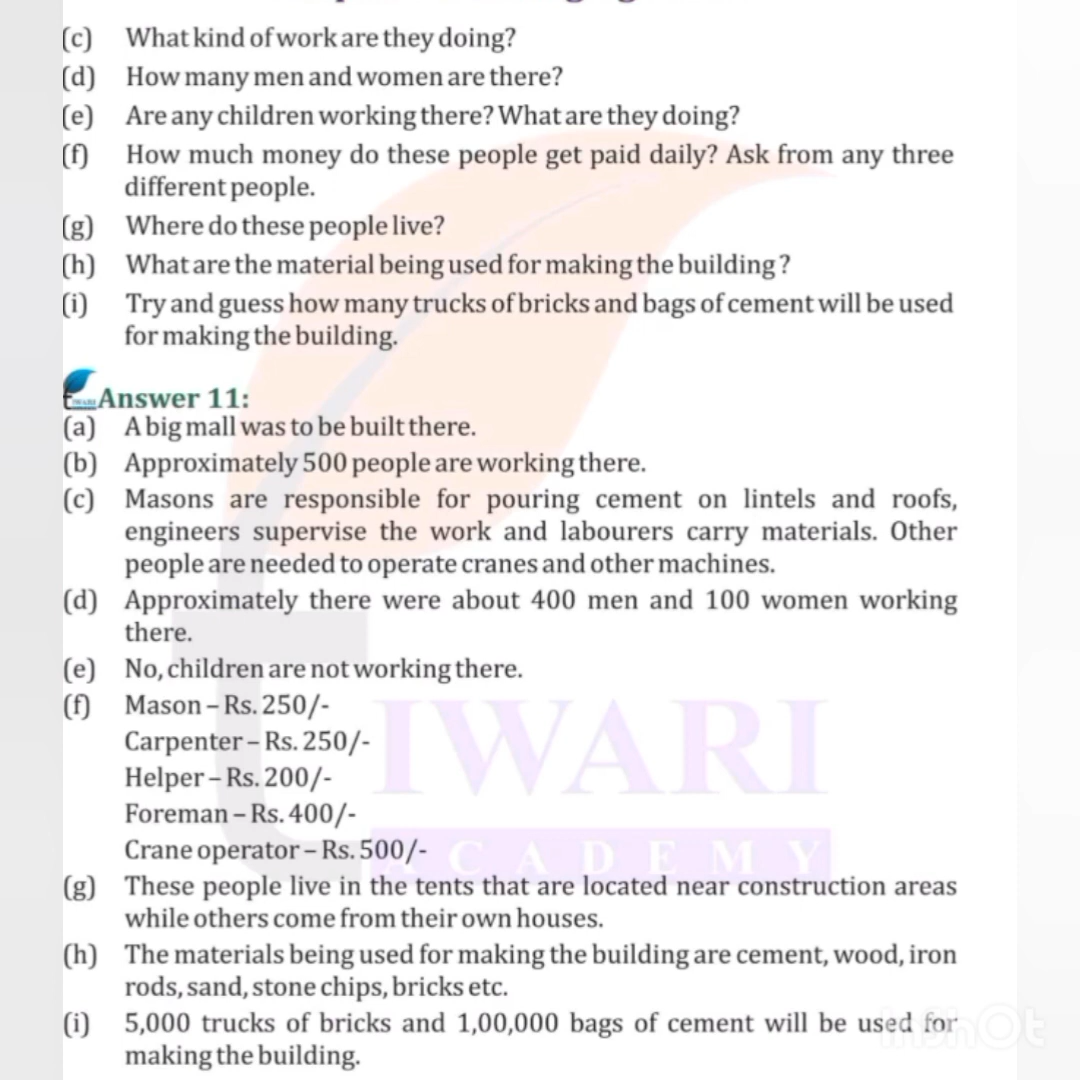 (c) What kind of work are they doing?
(d) How many men and women are there?
(e) Are any children working there? What are they doing?
(f) How much money do these people get paid daily? Ask from any three
different people.
(g) Where do these people live?
(h) What are the material being used for making the building?
(i) Try and guess how many trucks of bricks and bags of cement will be used
for making the building.
Answer 11:
(a) A big mall was to be built there.
(b) Approximately 500 people are working there.
(c) Masons are responsible for pouring cement on lintels and roofs,
engineers supervise the work and labourers carry materials. Other
people are needed to operate cranes and other machines.
(d) Approximately there were about 400 men and 100 women working
there.
(e) No, children are not working there.
(f) Mason – Rs. 250/-
Carpenter – Rs. 250/-
Helper – Rs. 200/-
Foreman – Rs. 400/-
Crane operator – Rs. 500/-
(g) These people live in the tents that are located near construction areas
while others come from their own houses.
(h) The materials being used for making the building are cement, wood, iron
rods, sand, stone chips, bricks etc.
(i) 5,000 trucks of bricks and 1,00,000 bags of cement will be used for
making the building.
IWARI
ACADEMY
InShOt